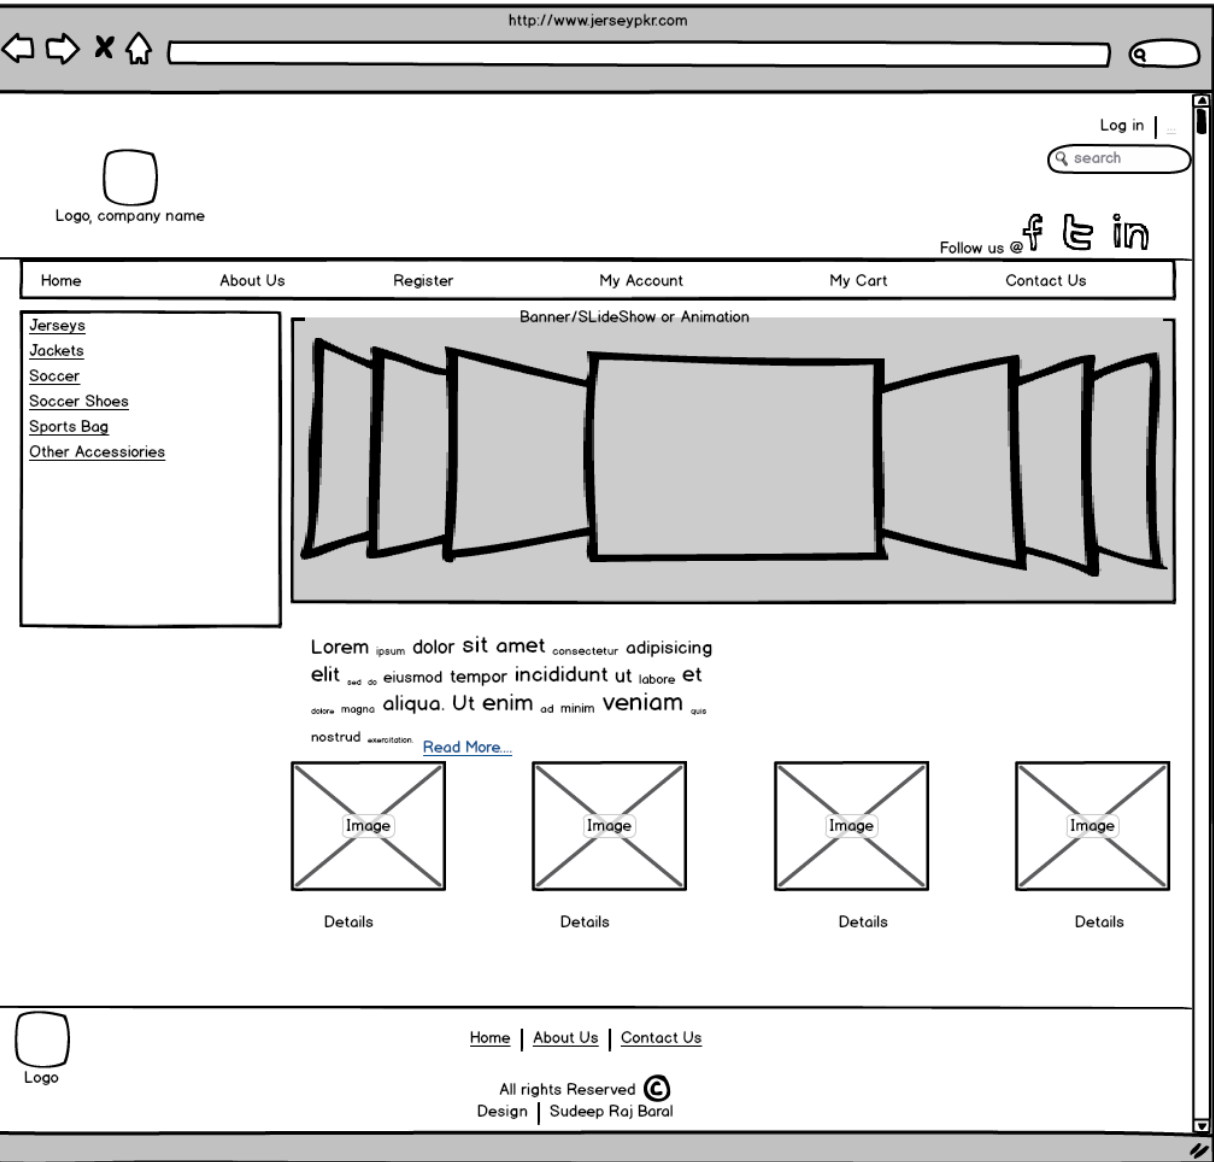 http://www.jerseypkr.com
Log in | ...
search
Logo, company name
Follow us @ f t in
Home About Us Register My Account My Cart Contact Us
Banner/SLideShow or Animation
Jerseys
Jackets
Soccer
Soccer Shoes
Sports Bag
Other Accessiories
Lorem ipsum dolor sit amet consectetur adipisicing
elit sed do eiusmod tempor incididunt ut labore et
dolore magna aliqua. Ut enim ad minim veniam quis
nostrud exercitation. Read More....
Image Image Image Image
Details Details Details Details
Home | About Us | Contact Us
Logo
All rights Reserved ©
Design | Sudeep Raj Baral